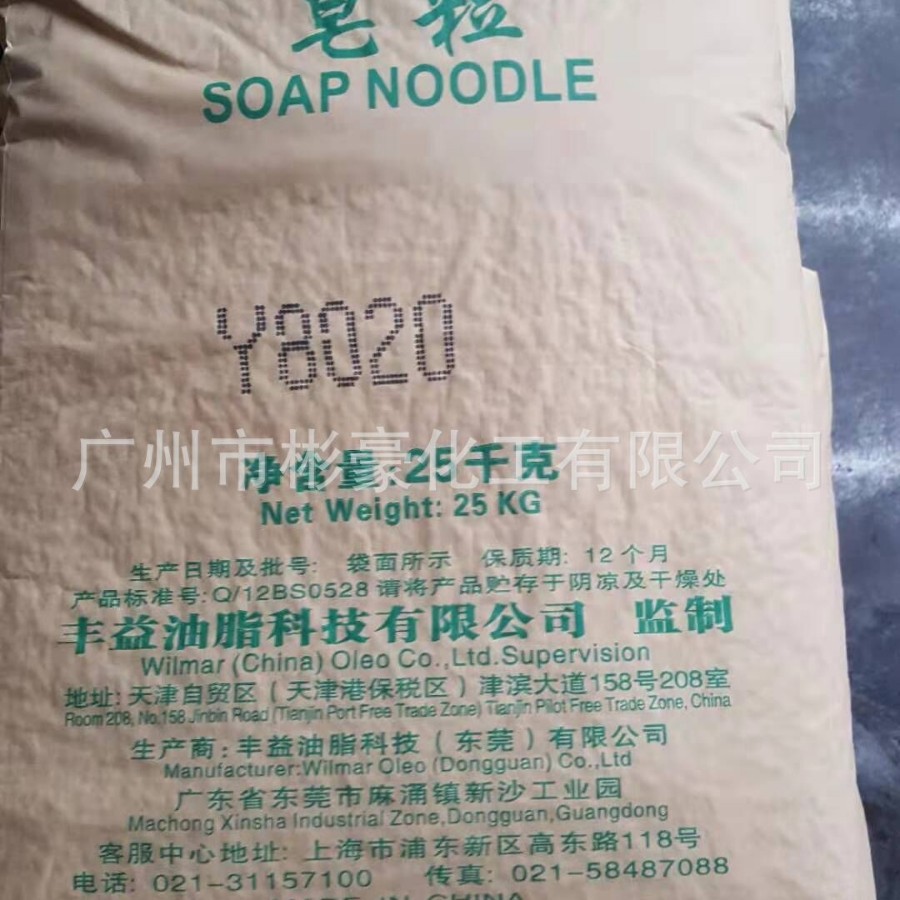 皂粒
SOAP NOODLE
Y8020
广州市彬豪化工有限公司
净含量: 25千克
Net Weight: 25 KG
生产日期及批号: 袋面所示 保质期: 12个月
产品标准号: Q/12BS0528 请将产品贮存于阴凉及干燥处
丰益油脂科技有限公司 监制
Wilmar (China) Oleo Co.,Ltd.Supervision
地址: 天津自贸区（天津港保税区）津滨大道158号208室
Room 208, No.158 Jinbin Road (Tianjin Port Free Trade Zone) Tianjin Pilot Free Trade Zone, China
生产商: 丰益油脂科技（东莞）有限公司
Manufacturer:Wilmar Oleo (Dongguan) Co.,Ltd
广东省东莞市麻涌镇新沙工业园
Machong Xinsha Industrial Zone,Dongguan,Guangdong
客服中心地址: 上海市浦东新区高东路118号
电话: 021-31157100 传真: 021-58487088
MADE IN CHINA